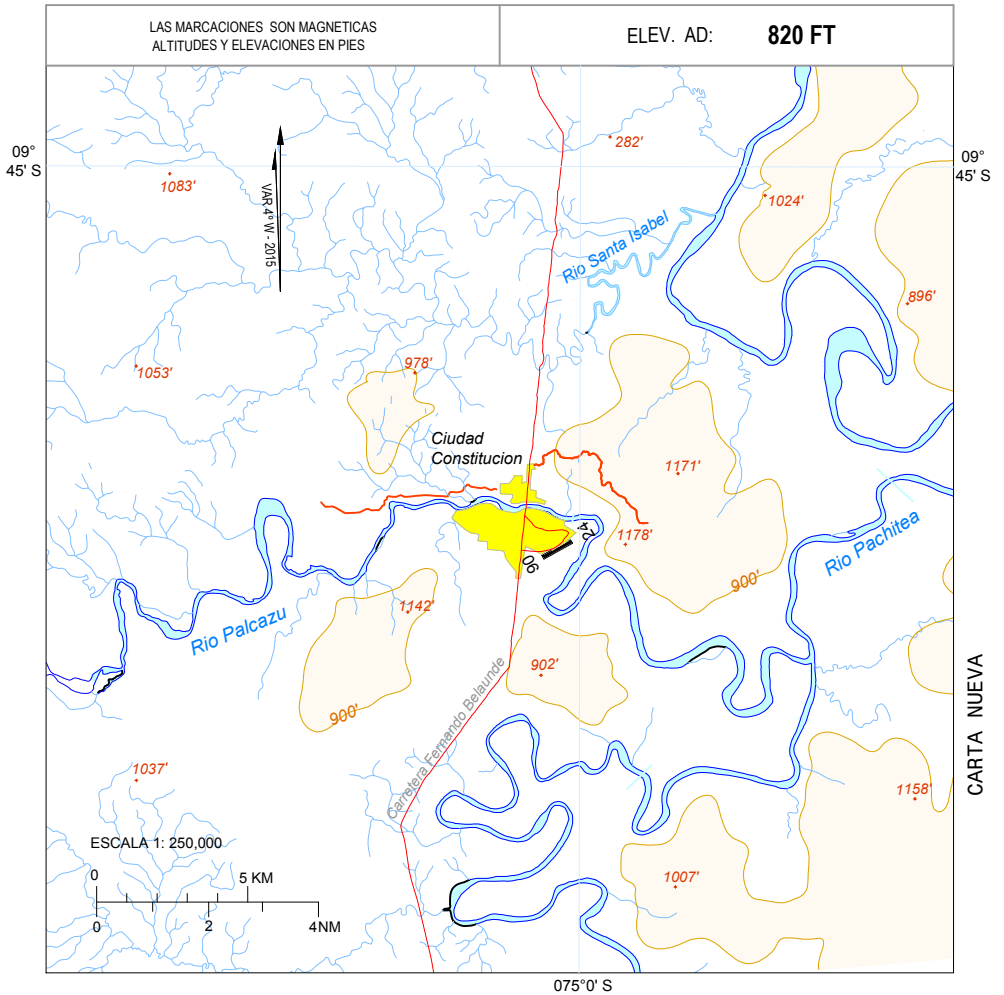 LAS MARCACIONES SON MAGNETICAS
ALTITUDES Y ELEVACIONES EN PIES
ELEV. AD: 820 FT
09°
45' S
09°
45' S
282'
1083'
VAR 4° W - 2015
1024'
Rio Santa Isabel
896'
1053'
978'
Ciudad
Constitucion
1171'
24
1178'
06
Rio Pachitea
900'
1142'
Rio Palcazu
902'
900'
Carretera Fernando Belaunde
CARTA NUEVA
1037'
1158'
ESCALA 1: 250,000
0 5 KM
0 2 4NM
1007'
075°0' S